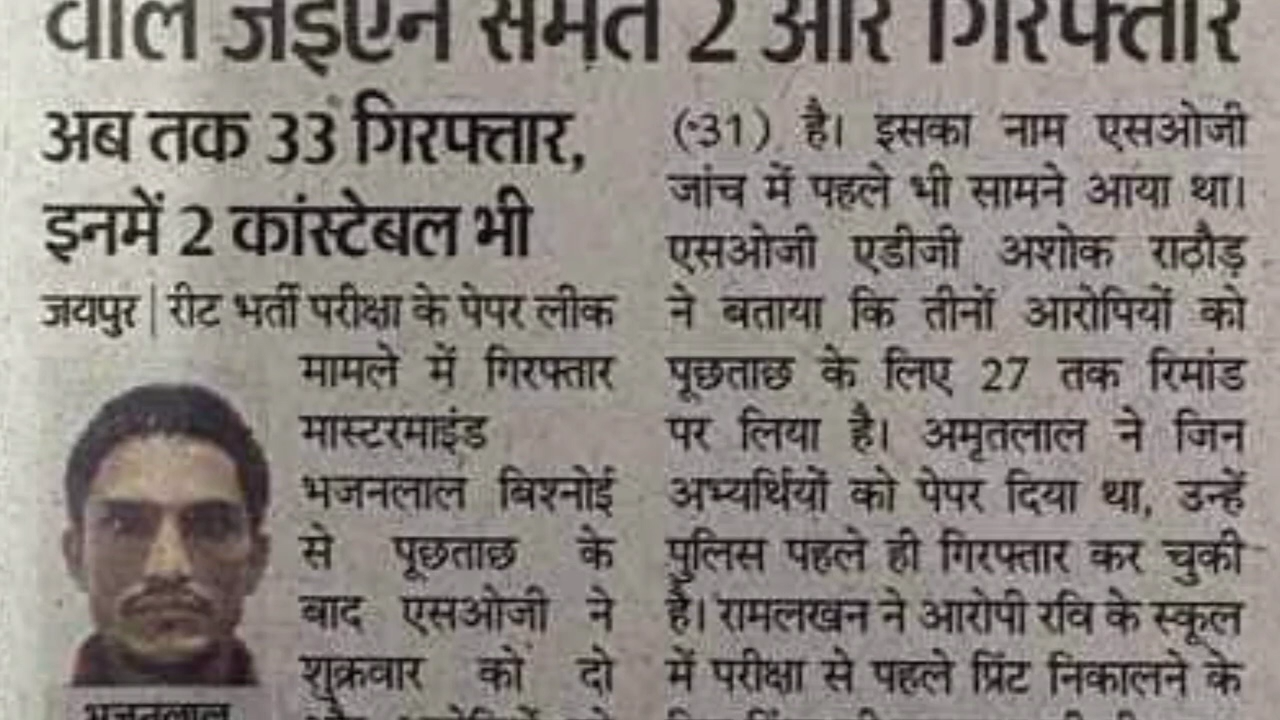 वाले जेईएन समेत 2 और गिरफ्तार
अब तक 33 गिरफ्तार,
इनमें 2 कांस्टेबल भी
जयपुर | रीट भर्ती परीक्षा के पेपर लीक
मामले में गिरफ्तार
मास्टरमाइंड
भजनलाल बिश्नोई
से पूछताछ के
बाद एसओजी ने
शुक्रवार को दो
भजनलाल
(31) है। इसका नाम एसओजी
जांच में पहले भी सामने आया था।
एसओजी एडीजी अशोक राठौड़
ने बताया कि तीनों आरोपियों को
पूछताछ के लिए 27 तक रिमांड
पर लिया है। अमृतलाल ने जिन
अभ्यर्थियों को पेपर दिया था, उन्हें
पुलिस पहले ही गिरफ्तार कर चुकी
है। रामलखन ने आरोपी रवि के स्कूल
में परीक्षा से पहले प्रिंट निकालने के